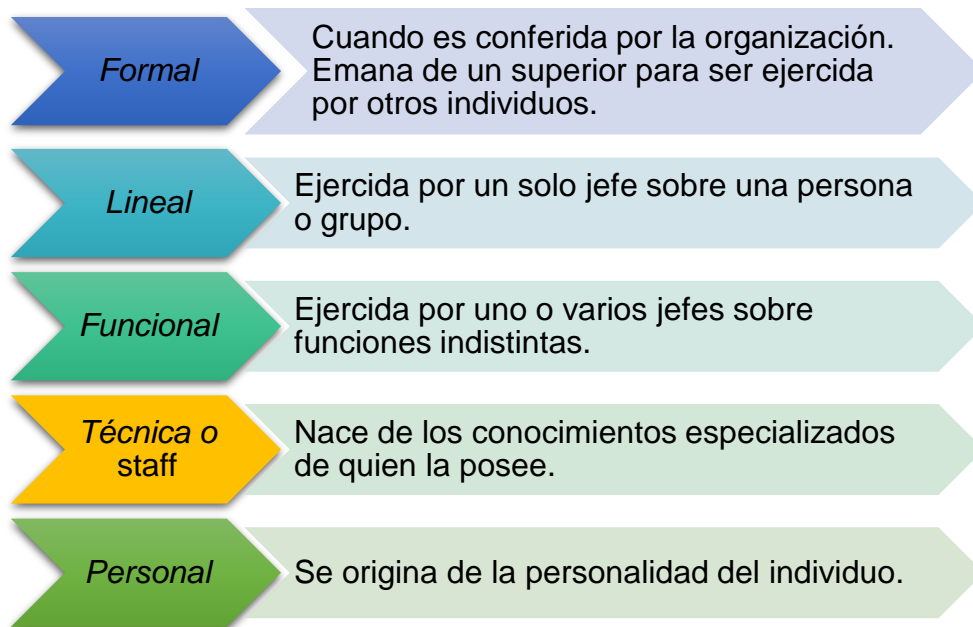 Formal
Cuando es conferida por la organización.
Emana de un superior para ser ejercida
por otros individuos.
Lineal
Ejercida por un solo jefe sobre una persona
o grupo.
Funcional
Ejercida por uno o varios jefes sobre
funciones indistintas.
Técnica o
staff
Nace de los conocimientos especializados
de quien la posee.
Personal
Se origina de la personalidad del individuo.